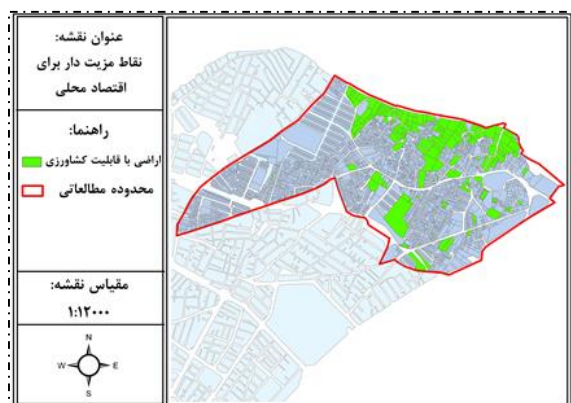 عنوان نقشه:
نقاط مزیت دار برای
اقتصاد محلی
راهنما:
اراضی با قابلیت کشاورزی
محدوده مطالعاتی
مقیاس نقشه:
۱:۱۲۰۰۰
N
W E
S